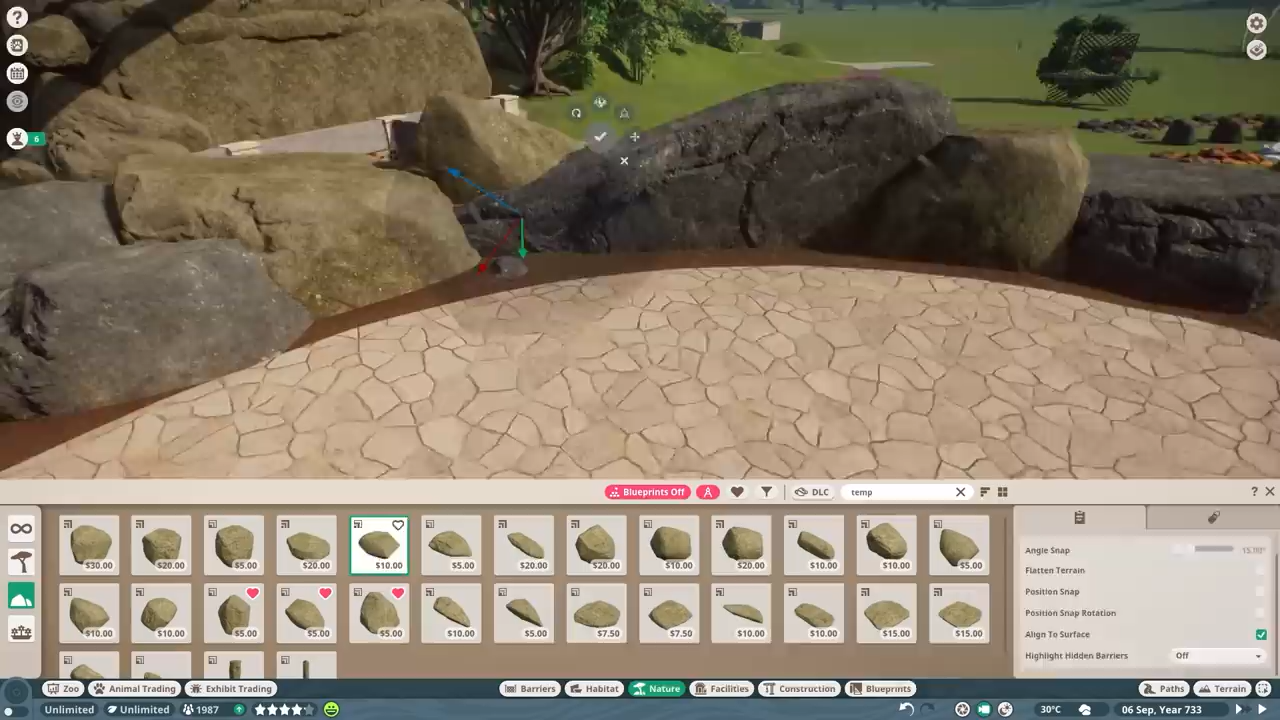 6
Blueprints Off
DLC
temp
?
$30.00 $20.00 $5.00 $20.00 $10.00 $5.00 $20.00 $20.00 $10.00 $20.00 $10.00 $10.00 $5.00
$10.00 $10.00 $5.00 $5.00 $5.00 $10.00 $5.00 $7.50 $7.50 $10.00 $10.00 $15.00 $15.00
Angle Snap 15.00°
Flatten Terrain
Position Snap
Position Snap Rotation
Align To Surface
Highlight Hidden Barriers Off
Zoo Animal Trading Exhibit Trading Barriers Habitat Nature Facilities Construction Blueprints Paths Terrain
Unlimited Unlimited 1987 30°C 06 Sep, Year 733